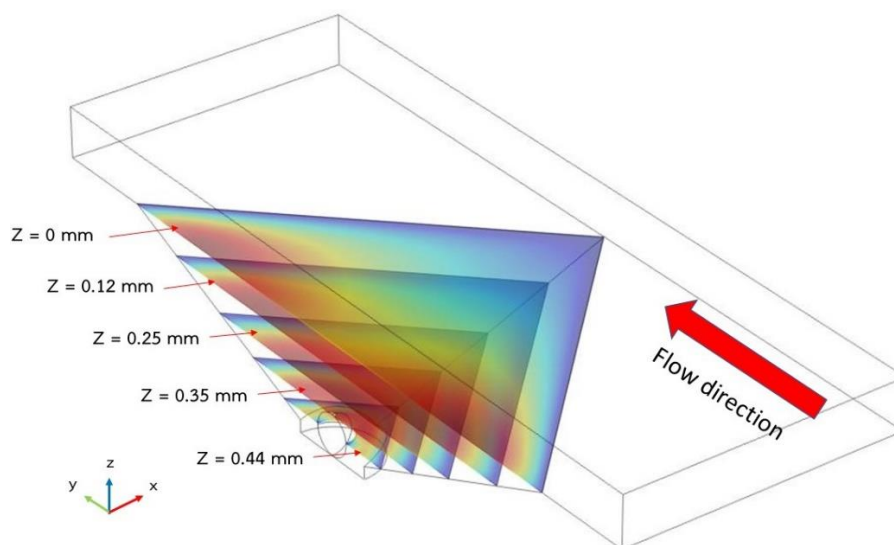 Z = 0 mm
Z = 0.12 mm
Z = 0.25 mm
Z = 0.35 mm
Z = 0.44 mm
Flow direction
z
y
x